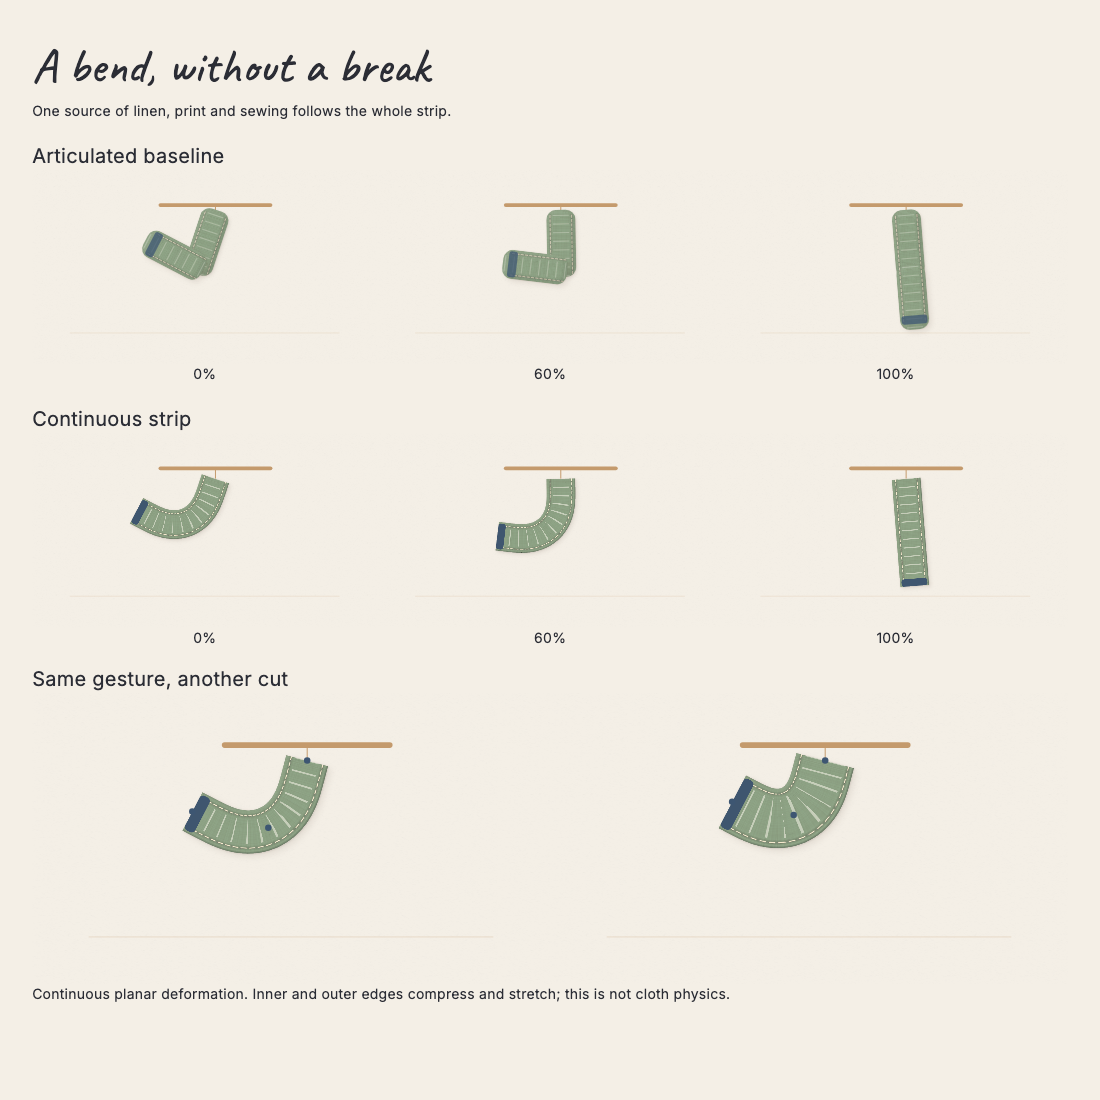 A bend, without a break
One source of linen, print and sewing follows the whole strip.
Articulated baseline
0%
60%
100%
Continuous strip
0%
60%
100%
Same gesture, another cut
Continuous planar deformation. Inner and outer edges compress and stretch; this is not cloth physics.